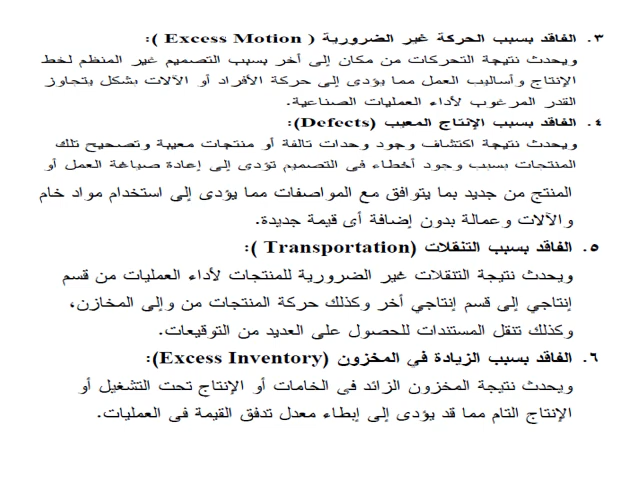 ٣. الفاقد بسبب الحركة غير الضرورية ( Excess Motion ):
ويحدث نتيجة التحركات من مكان إلى أخر بسبب التصميم غير المنظم لخط
الإنتاج وأساليب العمل مما يؤدى إلى حركة الأفراد أو الآلات بشكل يتجاوز
القدر المرغوب لأداء العمليات الصناعية.
٤. الفاقد بسبب الإنتاج المعيب (Defects):
ويحدث نتيجة اكتشاف وجود وحدات تالفة أو منتجات معيبة وتصحيح تلك
المنتجات بسبب وجود أخطاء فى التصميم تؤدى إلى إعادة صياغة العمل أو
المنتج من جديد بما يتوافق مع المواصفات مما يؤدى إلى استخدام مواد خام
والآلات وعمالة بدون إضافة أى قيمة جديدة.
٥. الفاقد بسبب التنقلات (Transportation ):
ويحدث نتيجة التنقلات غير الضرورية للمنتجات لأداء العمليات من قسم
إنتاجي إلى قسم إنتاجي أخر وكذلك حركة المنتجات من وإلى المخازن،
وكذلك تنقل المستندات للحصول على العديد من التوقيعات.
٦. الفاقد بسبب الزيادة في المخزون (Excess Inventory):
ويحدث نتيجة المخزون الزائد فى الخامات أو الإنتاج تحت التشغيل أو
الإنتاج التام مما قد يؤدى إلى إبطاء معدل تدفق القيمة فى العمليات.